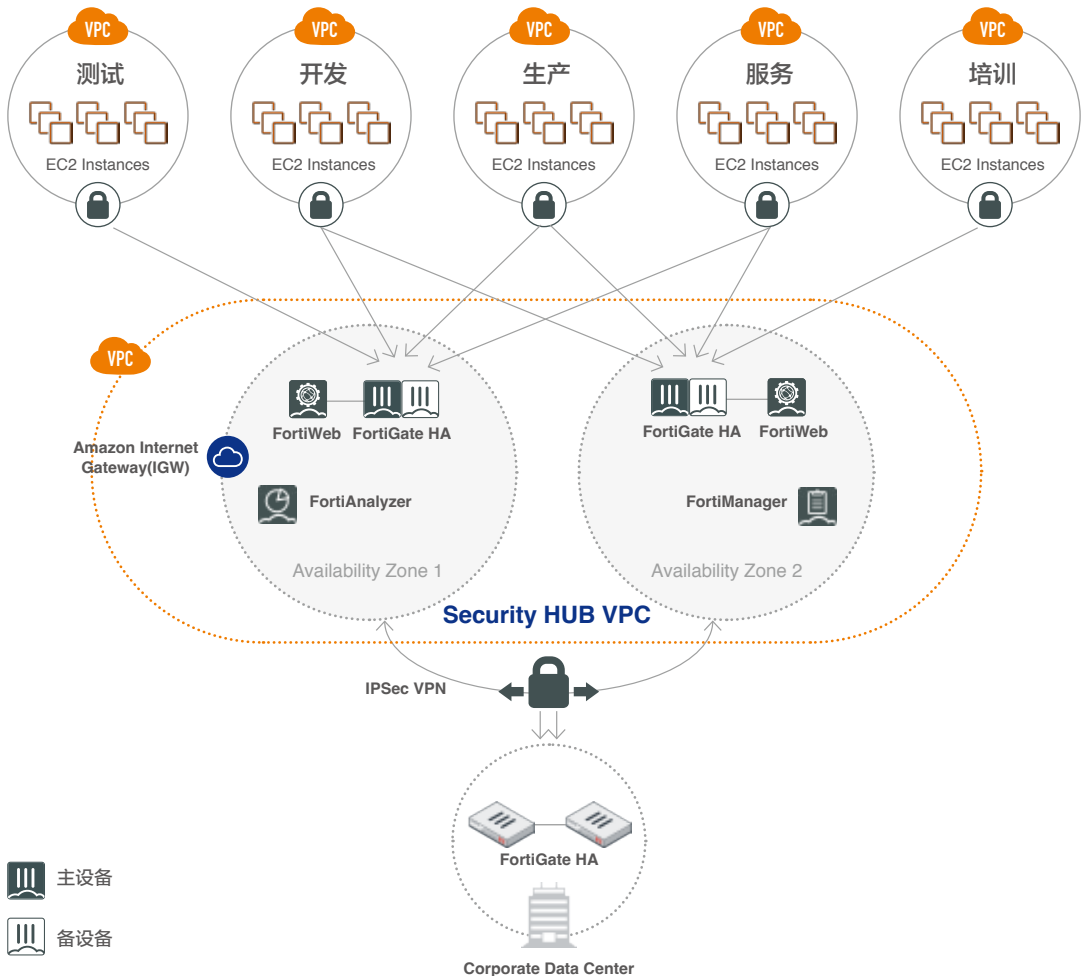 VPC
VPC
VPC
VPC
VPC
测试
开发
生产
服务
培训
EC2 Instances
EC2 Instances
EC2 Instances
EC2 Instances
EC2 Instances
VPC
FortiWeb
FortiGate HA
FortiGate HA
FortiWeb
Amazon Internet
Gateway(IGW)
FortiAnalyzer
FortiManager
Availability Zone 1
Availability Zone 2
Security HUB VPC
IPSec VPN
FortiGate HA
主设备
备设备
Corporate Data Center